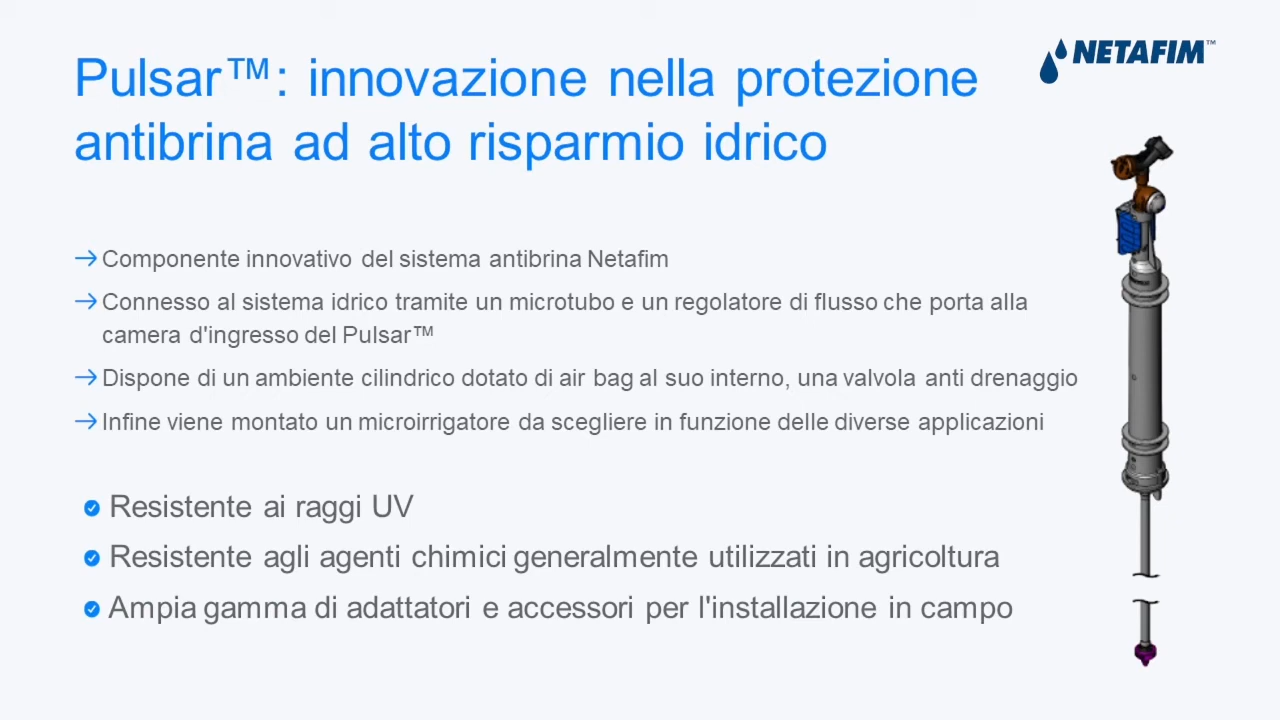 Pulsar™: innovazione nella protezione
antibrina ad alto risparmio idrico
NETAFIM™
→ Componente innovativo del sistema antibrina Netafim
→ Connesso al sistema idrico tramite un microtubo e un regolatore di flusso che porta alla
camera d'ingresso del Pulsar™
→ Dispone di un ambiente cilindrico dotato di air bag al suo interno, una valvola anti drenaggio
→ Infine viene montato un microirrigatore da scegliere in funzione delle diverse applicazioni
Resistente ai raggi UV
Resistente agli agenti chimici generalmente utilizzati in agricoltura
Ampia gamma di adattatori e accessori per l'installazione in campo